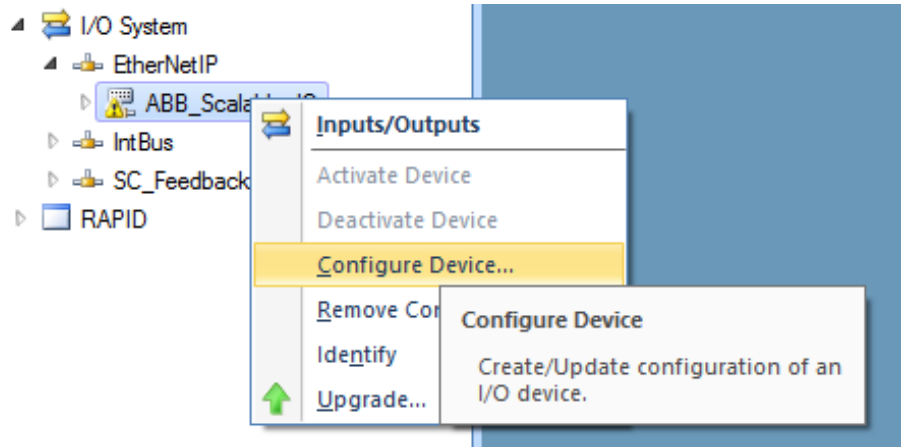 I/O System
EtherNetIP
ABB_Scala
Inputs/Outputs
IntBus
Activate Device
SC_Feedback
Deactivate Device
RAPID
Configure Device...
Remove Cor
Configure Device
Identify
Create/Update configuration of an
I/O device.
Upgrade...